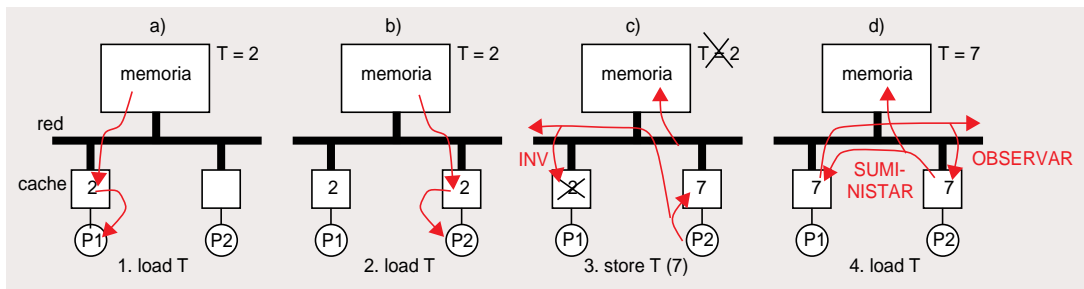 a)
b)
c)
d)
memoria
T = 2
memoria
T = 2
memoria
T = 2
memoria
T = 7
red
INV
OBSERVAR
SUMI-
NISTAR
cache
2
2
2
2
7
7
7
P1
P2
P1
P2
P1
P2
P1
P2
1. load T
2. load T
3. store T (7)
4. load T